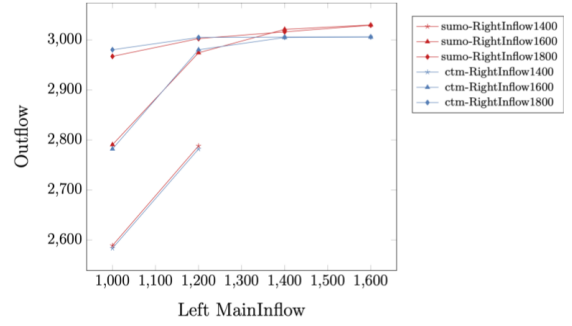 3,000
2,900
2,800
2,700
2,600
Outflow
1,000 1,100 1,200 1,300 1,400 1,500 1,600
Left MainInflow
sumo-RightInflow1400
sumo-RightInflow1600
sumo-RightInflow1800
ctm-RightInflow1400
ctm-RightInflow1600
ctm-RightInflow1800